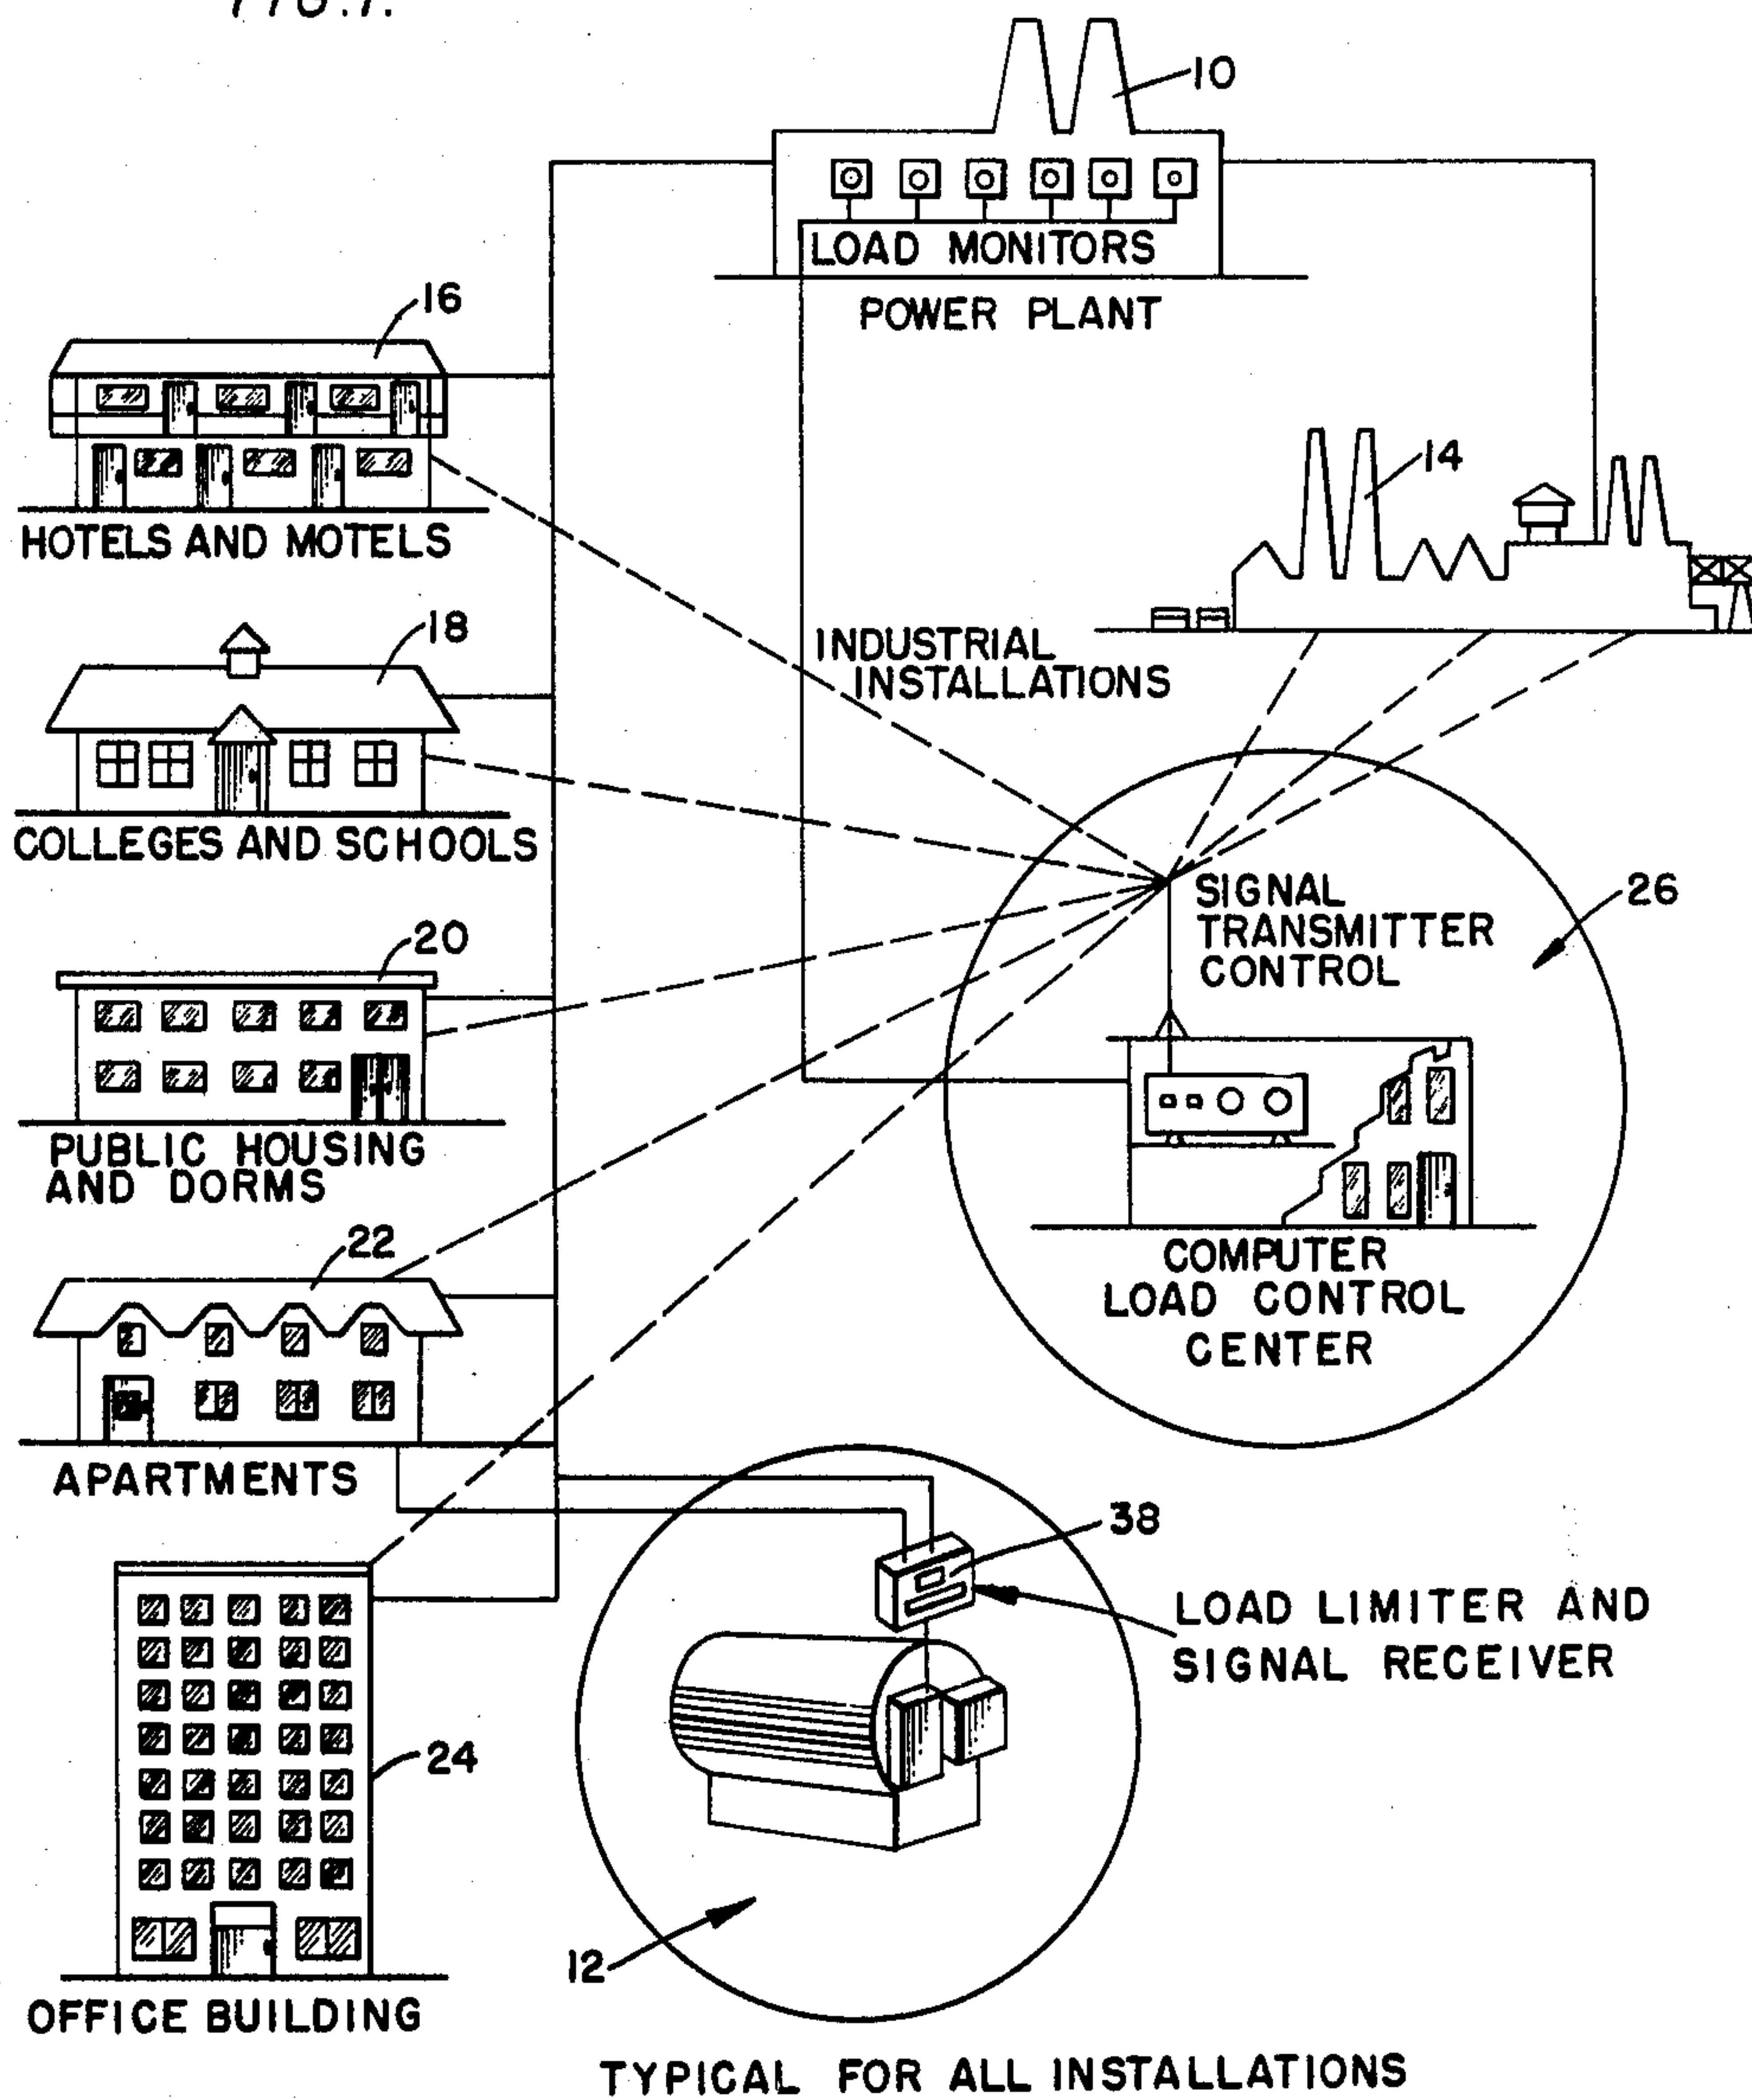 FIG.1.
10
LOAD MONITORS
POWER PLANT
16
HOTELS AND MOTELS
14
INDUSTRIAL
INSTALLATIONS
18
COLLEGES AND SCHOOLS
SIGNAL
TRANSMITTER
CONTROL
26
20
PUBLIC HOUSING
AND DORMS
COMPUTER
LOAD CONTROL
CENTER
22
APARTMENTS
38
LOAD LIMITER AND
SIGNAL RECEIVER
24
12
OFFICE BUILDING
TYPICAL FOR ALL INSTALLATIONS